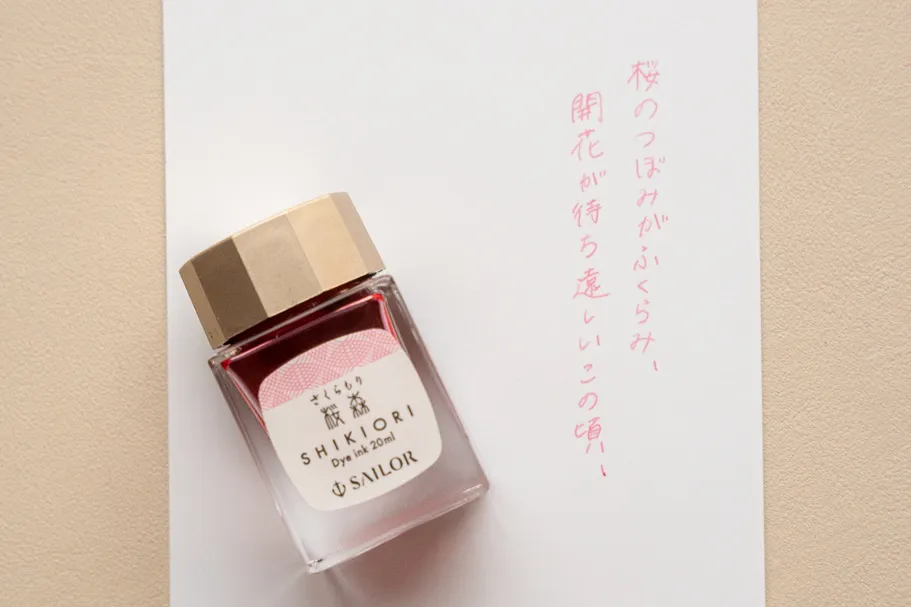 桜のつぼみがふくらみ、
開花が待ち遠しいこの頃、、
さくらもり
桜森
SHIKIORI
Dye ink 20ml
SAILOR